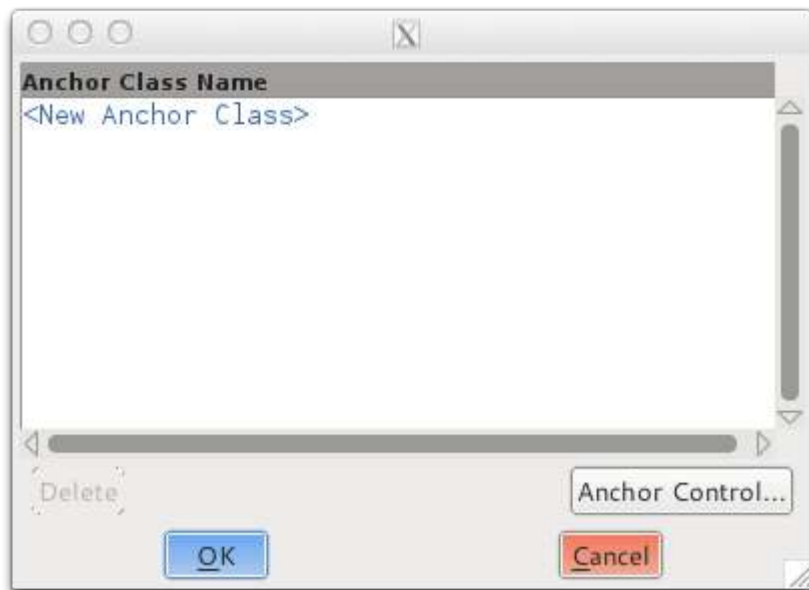 X
Anchor Class Name
<New Anchor Class>
Delete
Anchor Control...
OK
Cancel